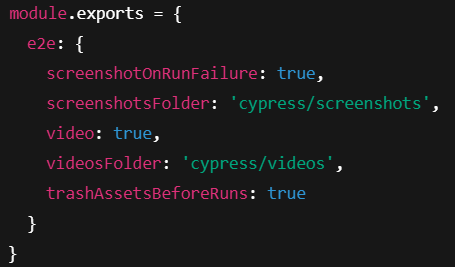 module.exports = {
  e2e: {
    screenshotOnRunFailure: true,
    screenshotsFolder: 'cypress/screenshots',
    video: true,
    videosFolder: 'cypress/videos',
    trashAssetsBeforeRuns: true
  }
}